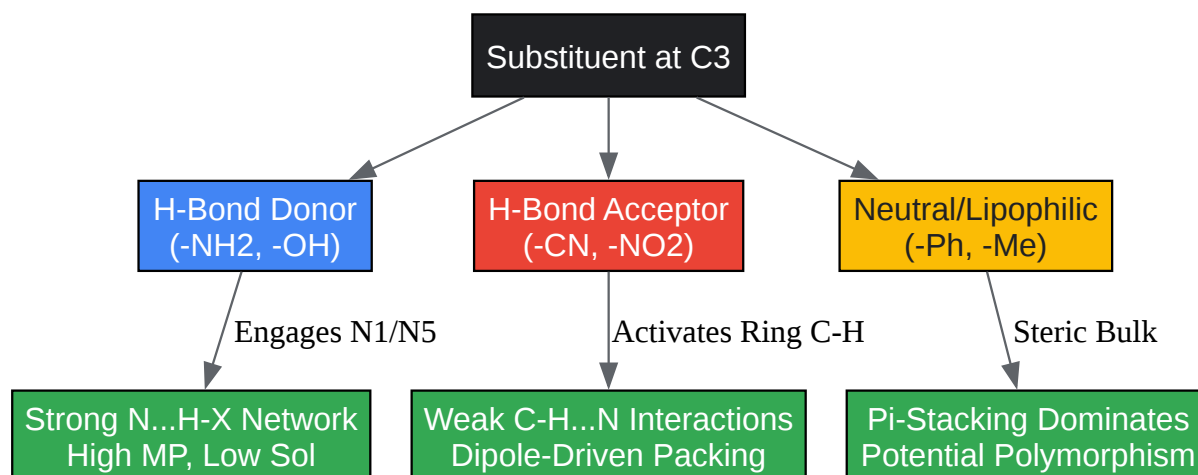 Substituent at C3
H-Bond Donor
(-NH2, -OH)
H-Bond Acceptor
(-CN, -NO2)
Neutral/Lipophilic
(-Ph, -Me)
Engages N1/N5
Activates Ring C-H
Steric Bulk
Strong N...H-X Network
High MP, Low Sol
Weak C-H...N Interactions
Dipole-Driven Packing
Pi-Stacking Dominates
Potential Polymorphism